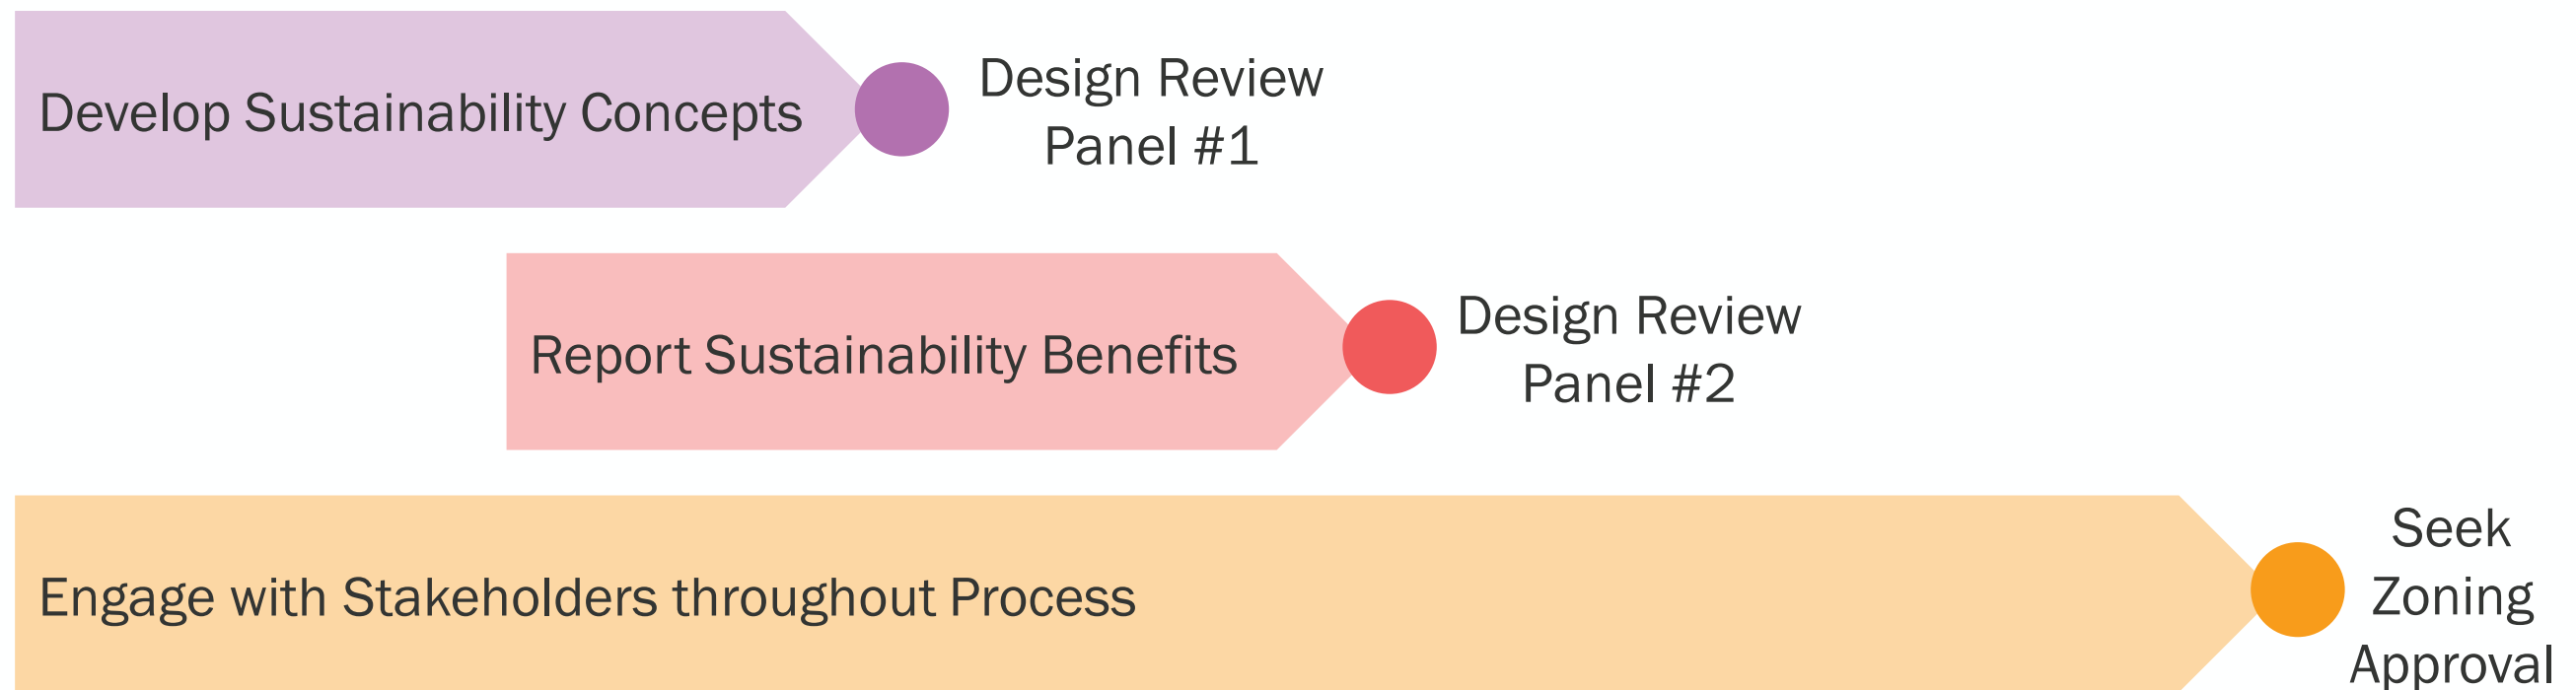 Develop Sustainability Concepts
Design Review
Panel #1
Report Sustainability Benefits
Design Review
Panel #2
Engage with Stakeholders throughout Process
Seek
Zoning
Approval